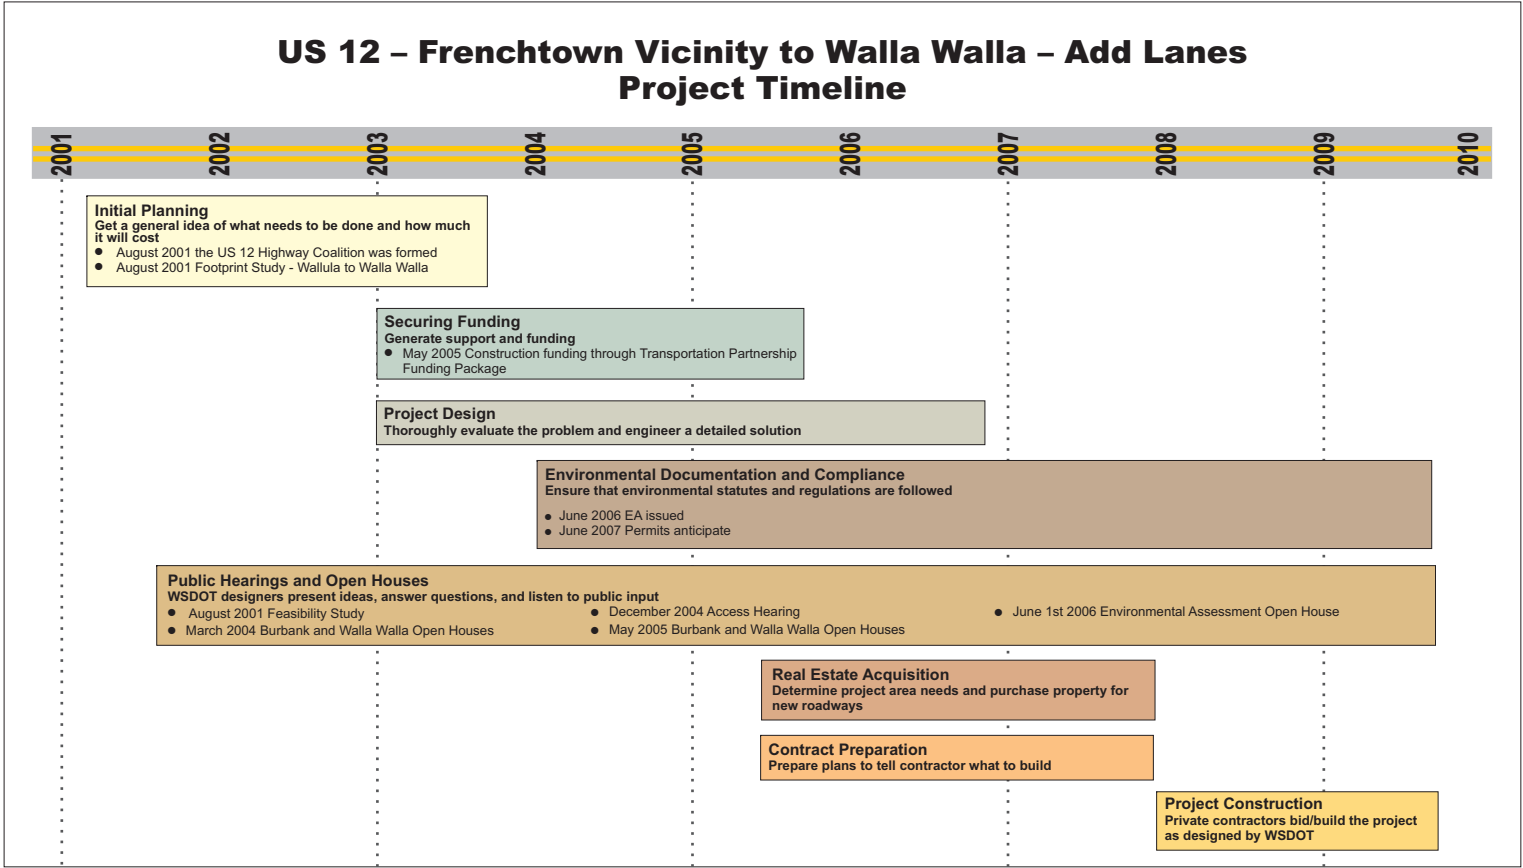 US 12 – Frenchtown Vicinity to Walla Walla – Add Lanes
Project Timeline
2001
2002
2003
2004
2005
2006
2007
2008
2009
2010
Initial Planning
Get a general idea of what needs to be done and how much
it will cost
● August 2001 the US 12 Highway Coalition was formed
● August 2001 Footprint Study - Wallula to Walla Walla
Securing Funding
Generate support and funding
● May 2005 Construction funding through Transportation Partnership
Funding Package
Project Design
Thoroughly evaluate the problem and engineer a detailed solution
Environmental Documentation and Compliance
Ensure that environmental statutes and regulations are followed
● June 2006 EA issued
● June 2007 Permits anticipate
Public Hearings and Open Houses
WSDOT designers present ideas, answer questions, and listen to public input
● August 2001 Feasibility Study
● March 2004 Burbank and Walla Walla Open Houses
● December 2004 Access Hearing
● May 2005 Burbank and Walla Walla Open Houses
● June 1st 2006 Environmental Assessment Open House
Real Estate Acquisition
Determine project area needs and purchase property for
new roadways
Contract Preparation
Prepare plans to tell contractor what to build
Project Construction
Private contractors bid/build the project
as designed by WSDOT